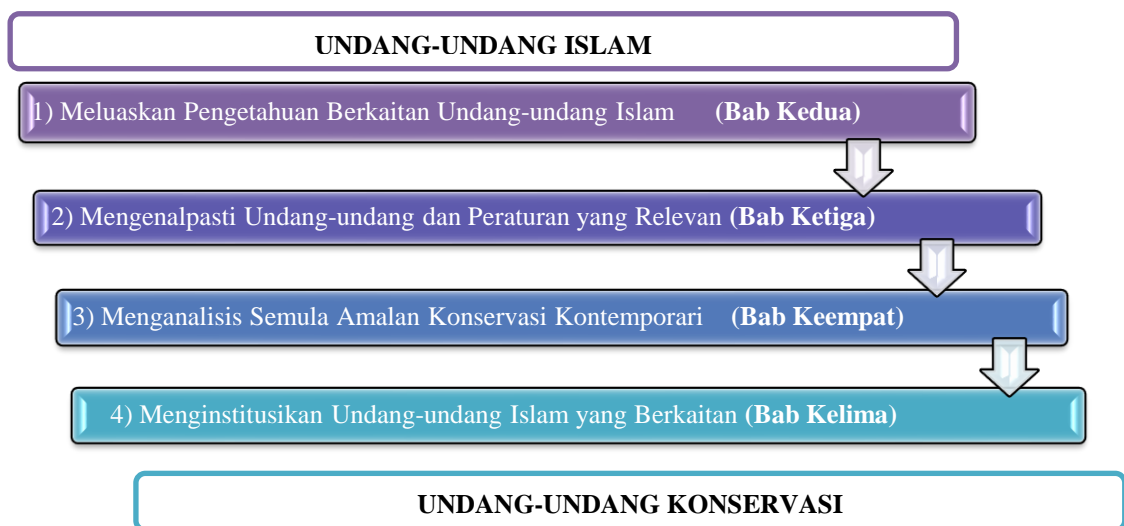 UNDANG-UNDANG ISLAM
1) Meluaskan Pengetahuan Berkaitan Undang-undang Islam (Bab Kedua)
2) Mengenalpasti Undang-undang dan Peraturan yang Relevan (Bab Ketiga)
3) Menganalisis Semula Amalan Konservasi Kontemporari (Bab Keempat)
4) Menginstitusikan Undang-undang Islam yang Berkaitan (Bab Kelima)
UNDANG-UNDANG KONSERVASI